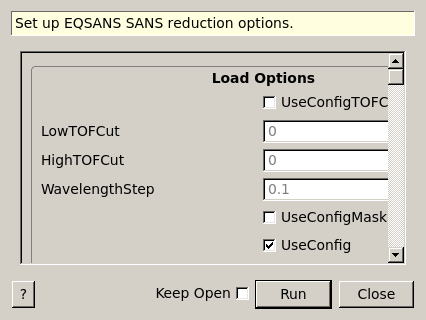 Set up EQSANS SANS reduction options.
Load Options
UseConfigTOFC
LowTOFCut 0
HighTOFCut 0
WavelengthStep 0.1
UseConfigMask
UseConfig
? Keep Open Run Close